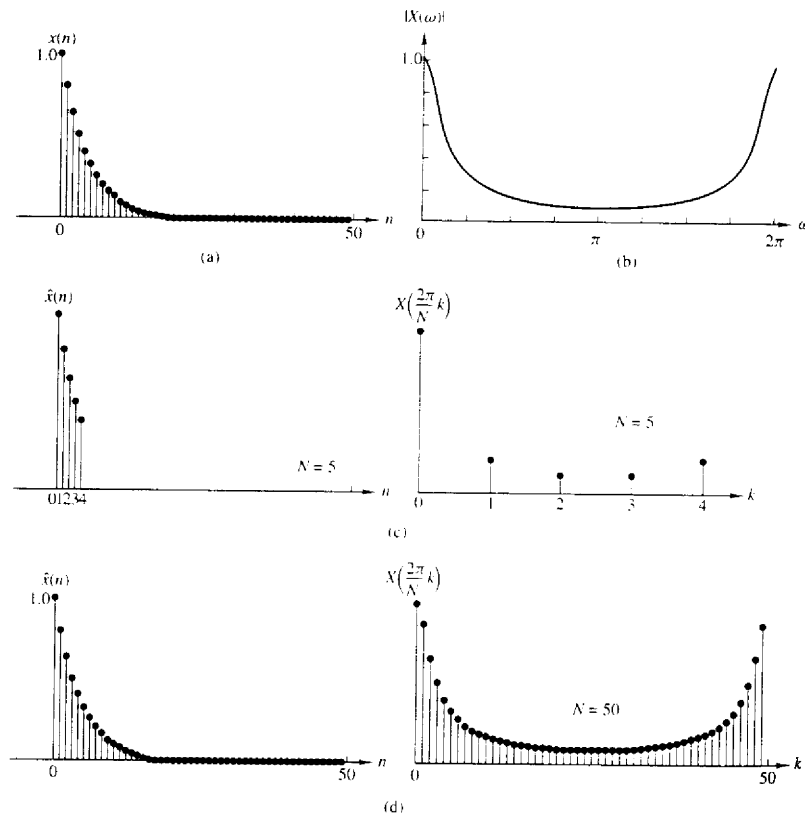 x(n)
1.0
0
50
n
(a)
|X(ω)|
1.0
0
π
2π
ω
(b)
x̂(n)
01234
N = 5
n
X(2π/N k)
N = 5
0
1
2
3
4
k
(c)
x̂(n)
1.0
0
50
n
X(2π/N k)
N = 50
0
50
k
(d)